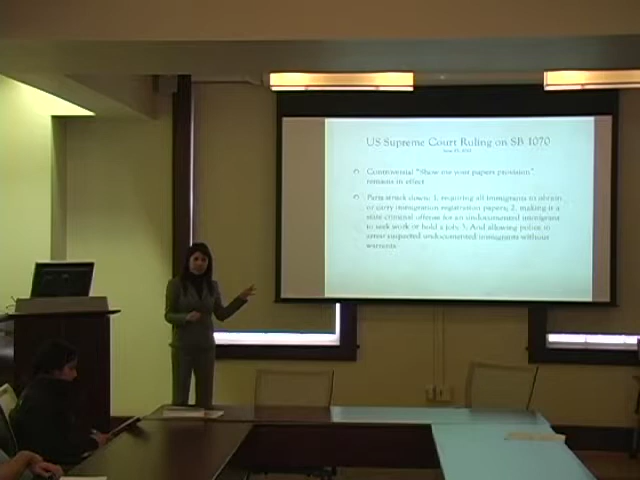 US Supreme Court Ruling on SB 1070
Controversial "Show me your papers provision"
remains in effect
Parts struck down: 1. requiring all immigrants to obtain
or carry immigration registration papers, 2. making it a
state criminal offense for an undocumented immigrant
to seek work or hold a job, 3. And allowing police to
arrest suspected undocumented immigrants without
warrants